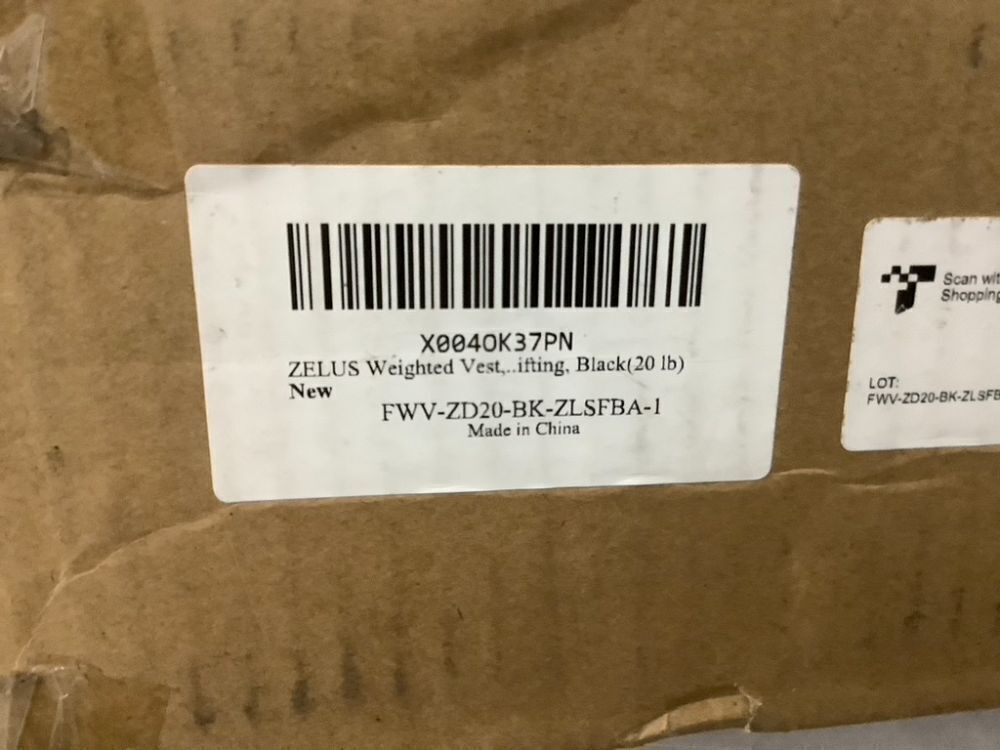 X004OK37PN
ZELUS Weighted Vest,..ifting, Black(20 lb)
New
FWV-ZD20-BK-ZLSFBA-1
Made in China
Scan wit
Shopping
LOT:
FWV-ZD20-BK-ZLSFB